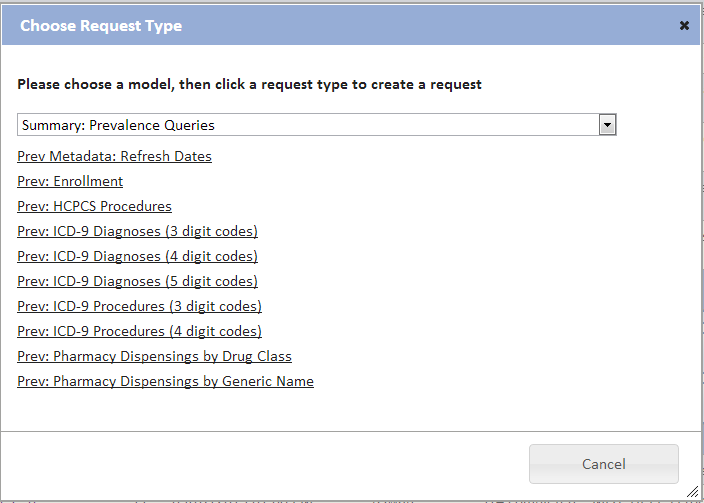 Choose Request Type
Please choose a model, then click a request type to create a request
Summary: Prevalence Queries
Prev Metadata: Refresh Dates
Prev: Enrollment
Prev: HCPCS Procedures
Prev: ICD-9 Diagnoses (3 digit codes)
Prev: ICD-9 Diagnoses (4 digit codes)
Prev: ICD-9 Diagnoses (5 digit codes)
Prev: ICD-9 Procedures (3 digit codes)
Prev: ICD-9 Procedures (4 digit codes)
Prev: Pharmacy Dispensings by Drug Class
Prev: Pharmacy Dispensings by Generic Name
Cancel